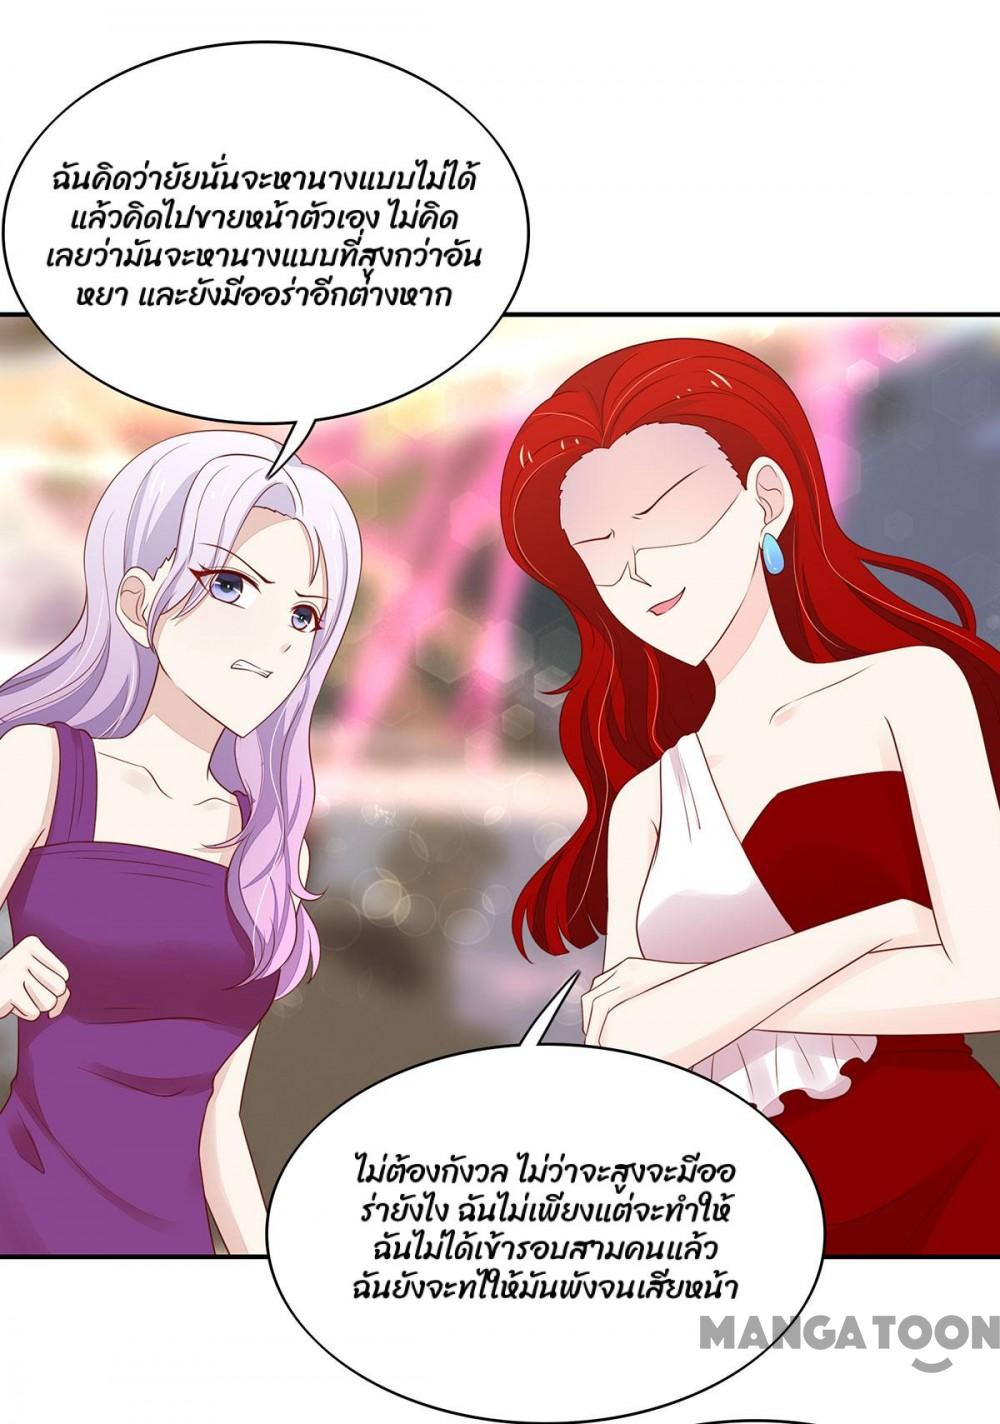 ฉันคิดว่ายัยนั่นจะหานางแบบไม่ได้
แล้วคิดไปขายหน้าตัวเอง ไม่คิด
เลยว่ามันจะหานางแบบที่สูงกว่าอัน
หยา และยังมีออร่าอีกต่างหาก
ไม่ต้องกังวล ไม่ว่าจะสูงจะมีออ
ร่ายังไง ฉันไม่เพียงแต่จะทำให้
ฉันไม่ได้เข้ารอบสามคนแล้ว
ฉันยังจะทไให้มันพังจนเสียหน้า
MANGATOON